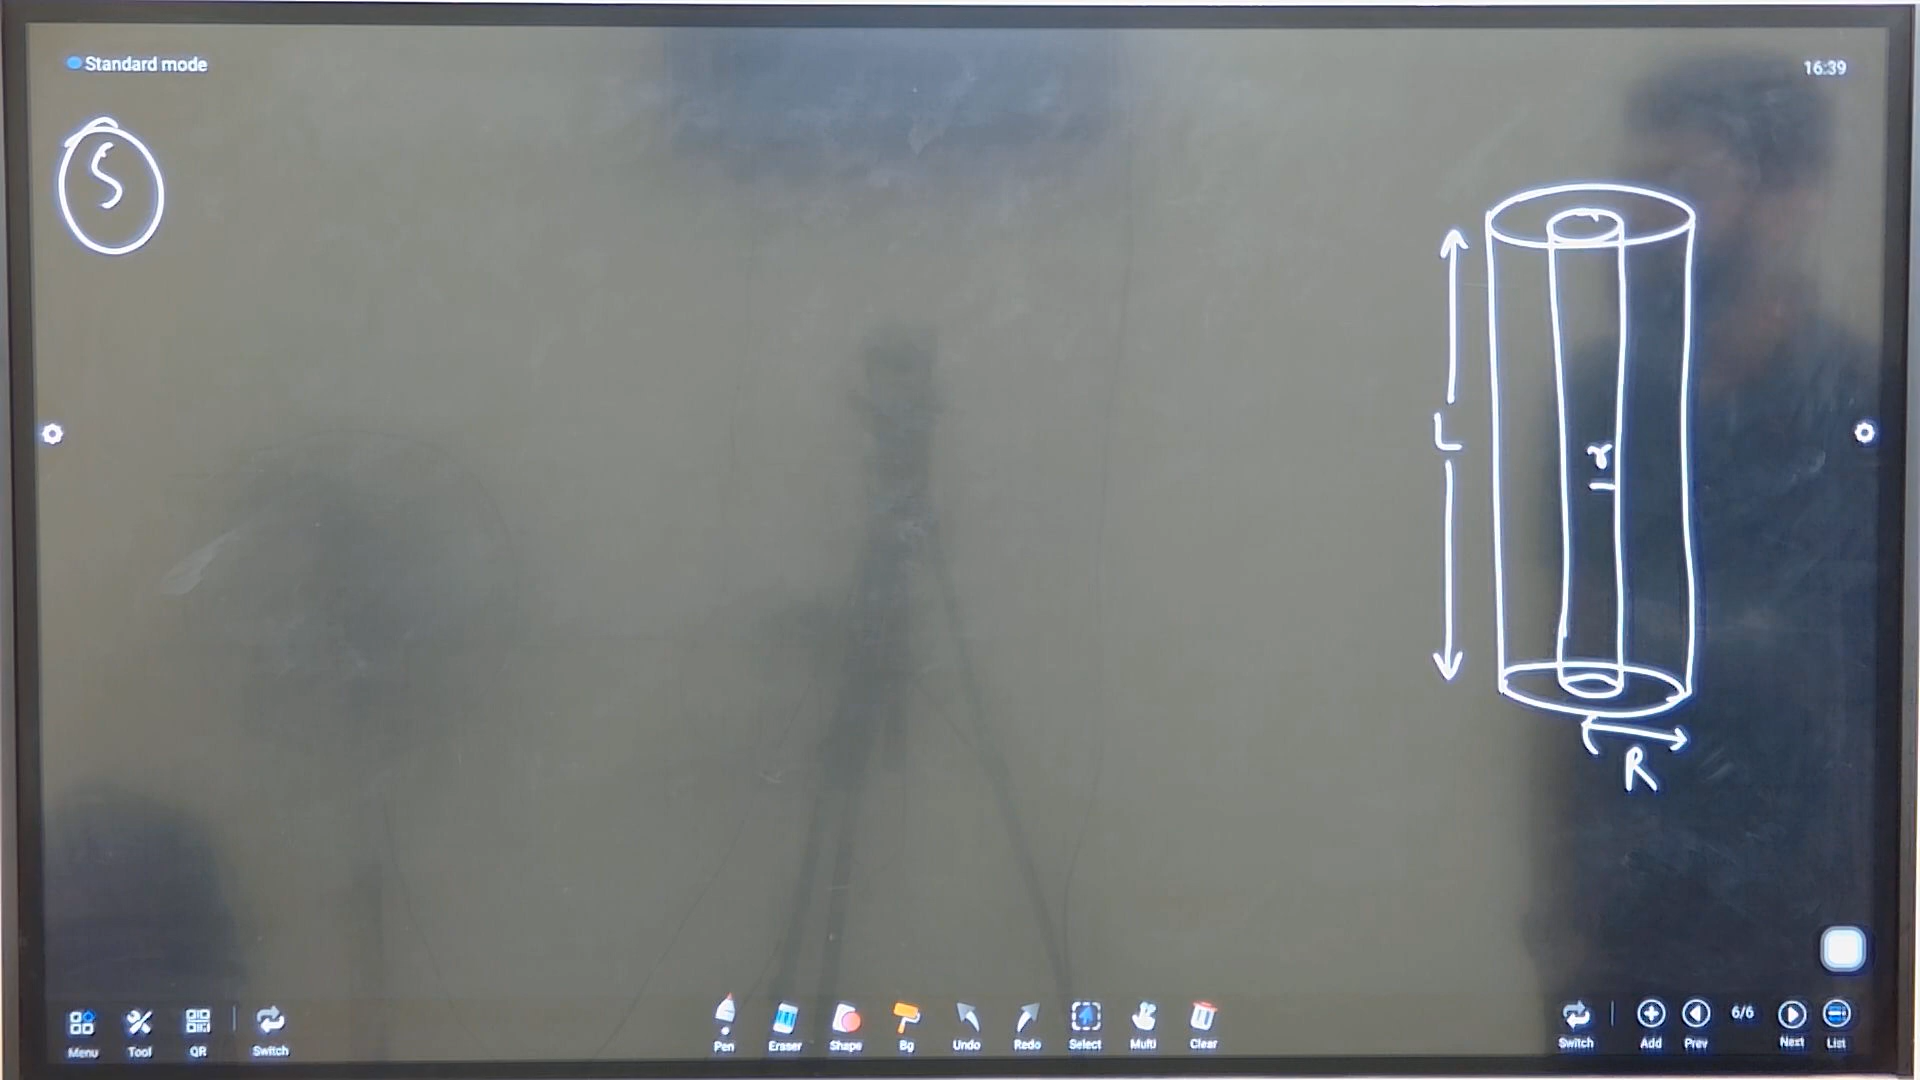 Standard mode
16:39
S
L
r
R
Menu Tool QR Switch Pen Eraser Shape Bg Undo Redo Select Multi Clear Switch Add Prev 6/6 Next List